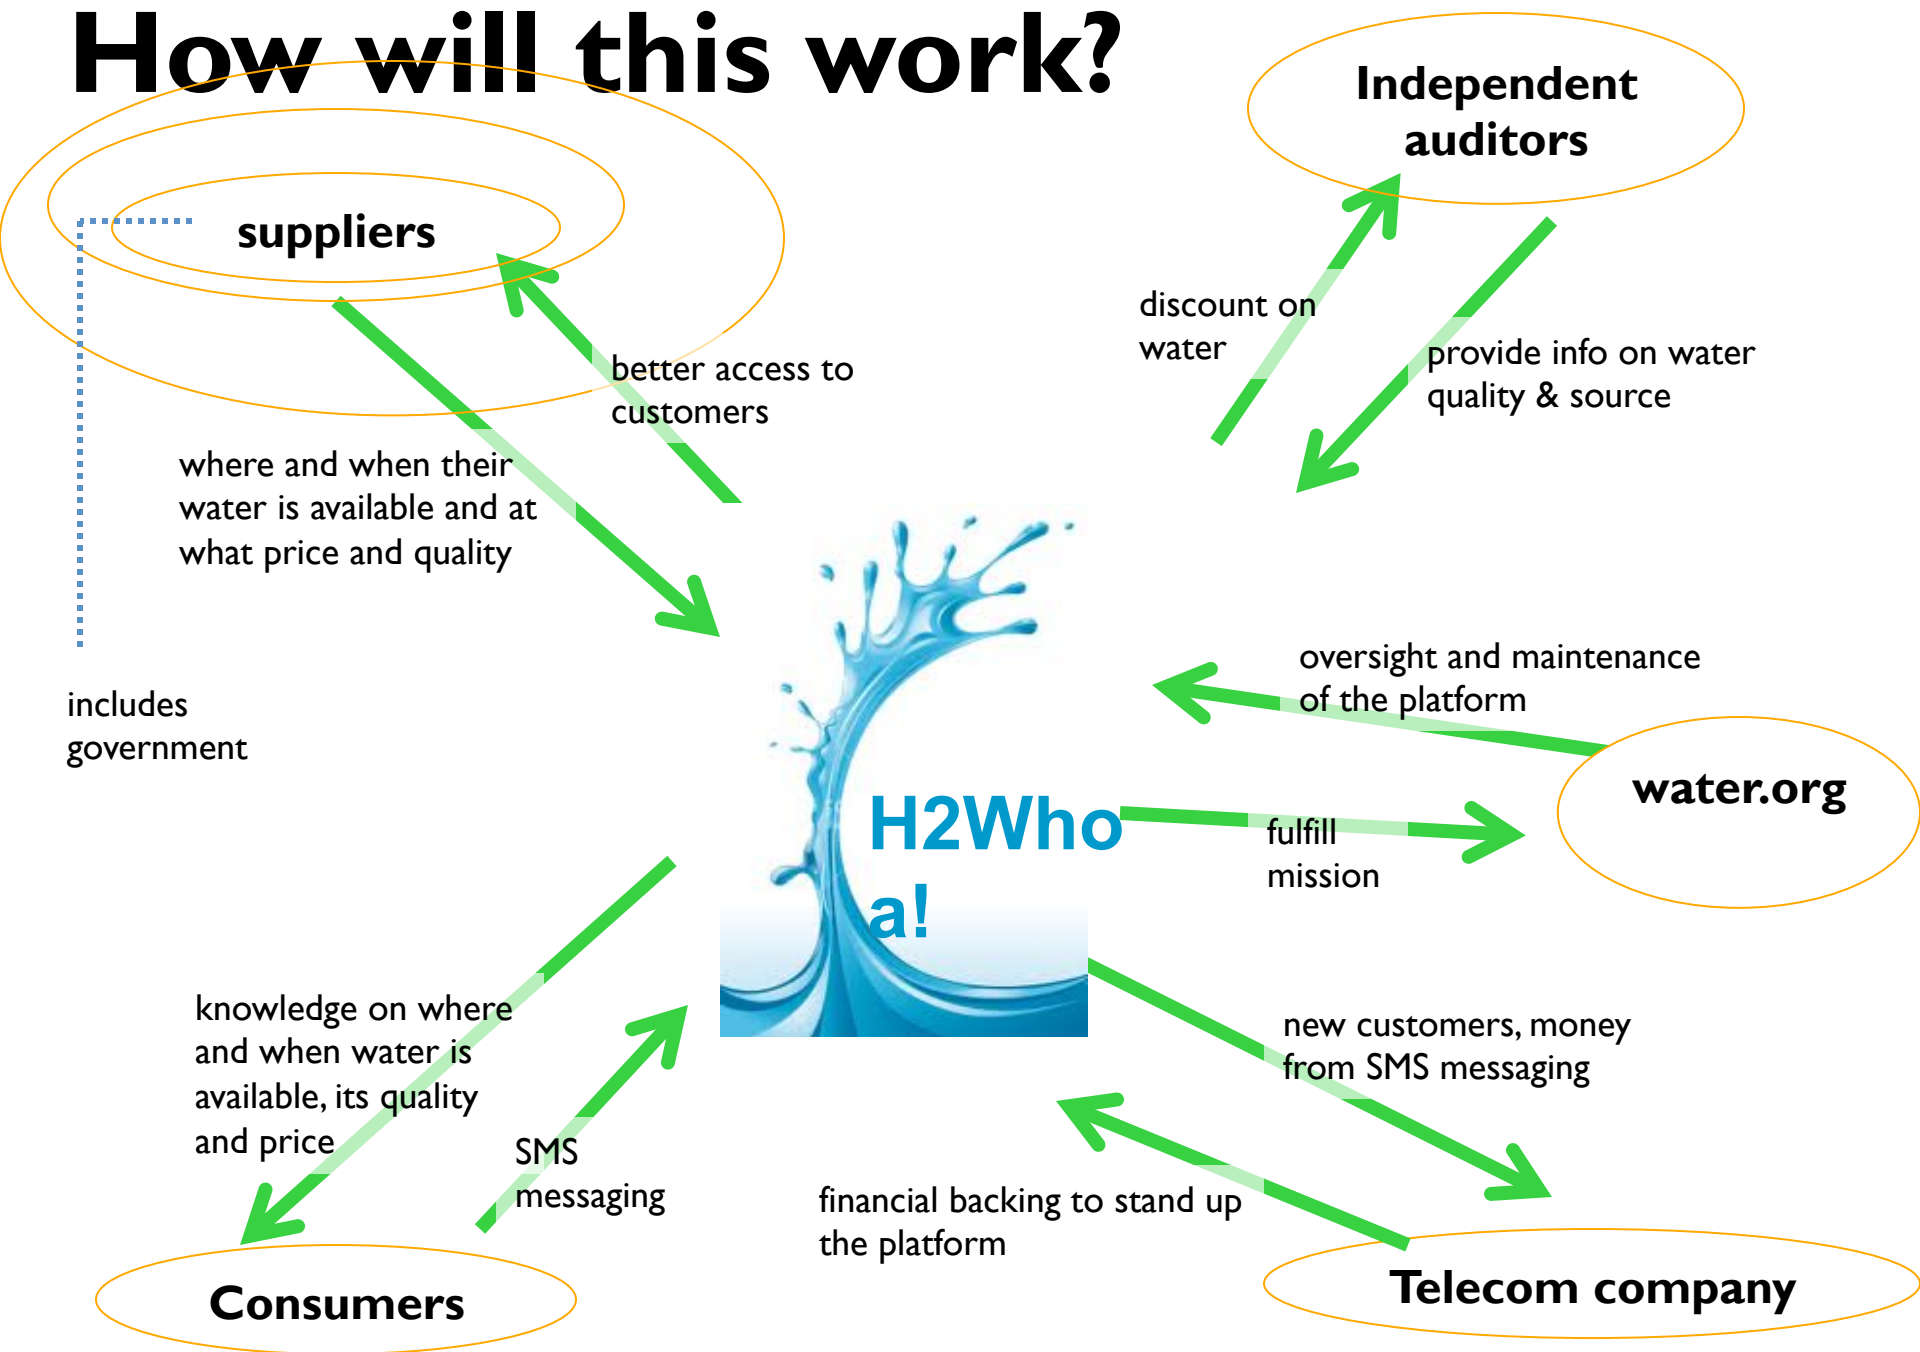 How will this work?
Independent
auditors
suppliers
discount on
water
provide info on water
quality & source
better access to
customers
where and when their
water is available and at
what price and quality
includes
government
oversight and maintenance
of the platform
water.org
H2Who
a!
fulfill
mission
knowledge on where
and when water is
available, its quality
and price
SMS
messaging
new customers, money
from SMS messaging
financial backing to stand up
the platform
Consumers
Telecom company